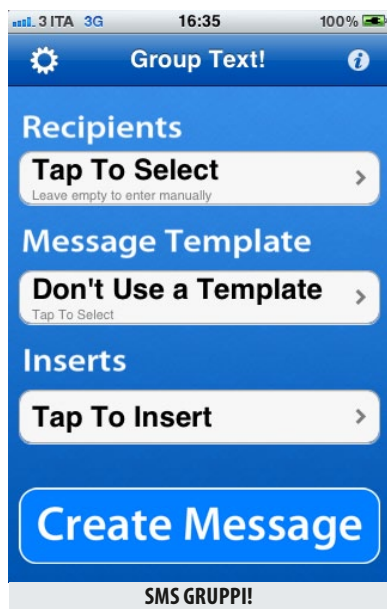 3 ITA 3G 16:35 100%
Group Text!
Recipients
Tap To Select
Leave empty to enter manually
Message Template
Don't Use a Template
Tap To Select
Inserts
Tap To Insert
Create Message
SMS GRUPPI!